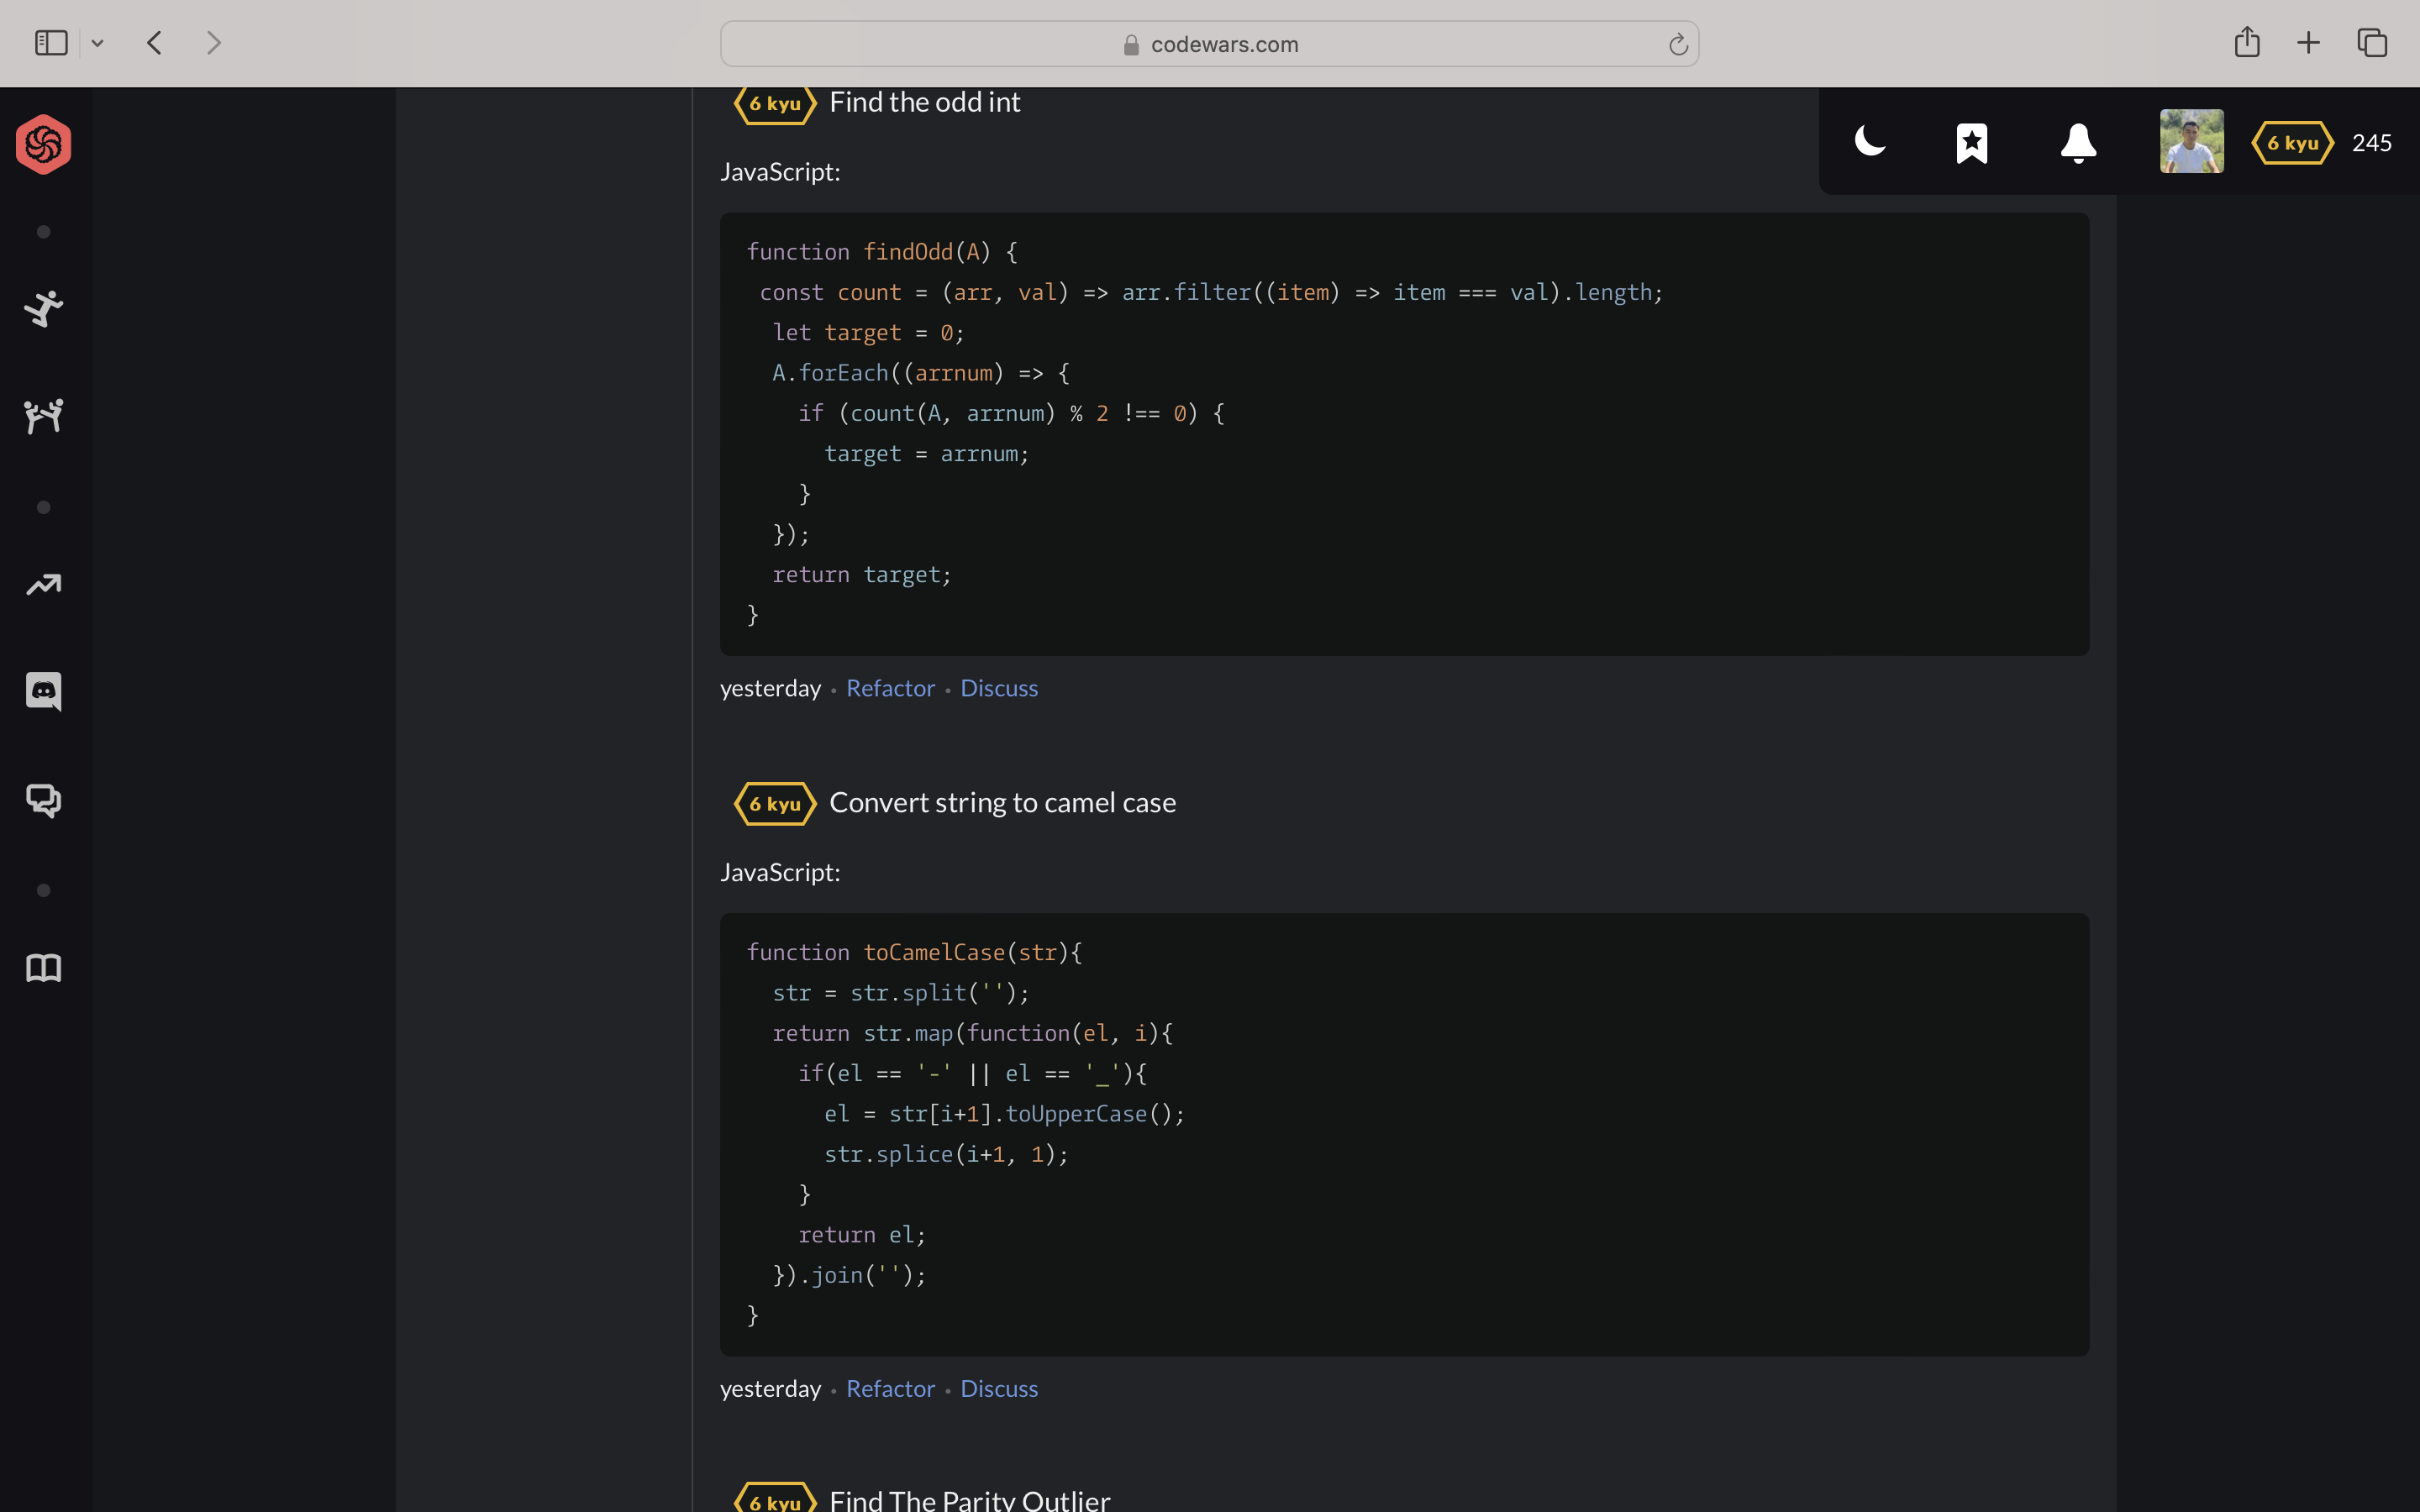 codewars.com
6 kyu Find the odd int
6 kyu 245
JavaScript:
function findOdd(A) {
 const count = (arr, val) => arr.filter((item) => item === val).length;
  let target = 0;
  A.forEach((arrnum) => {
    if (count(A, arrnum) % 2 !== 0) {
      target = arrnum;
    }
  });
  return target;
}
yesterday • Refactor • Discuss
6 kyu Convert string to camel case
JavaScript:
function toCamelCase(str){
  str = str.split('');
  return str.map(function(el, i){
    if(el == '-' || el == '_'){
      el = str[i+1].toUpperCase();
      str.splice(i+1, 1);
    }
    return el;
  }).join('');
}
yesterday • Refactor • Discuss
6 kyu Find The Parity Outlier